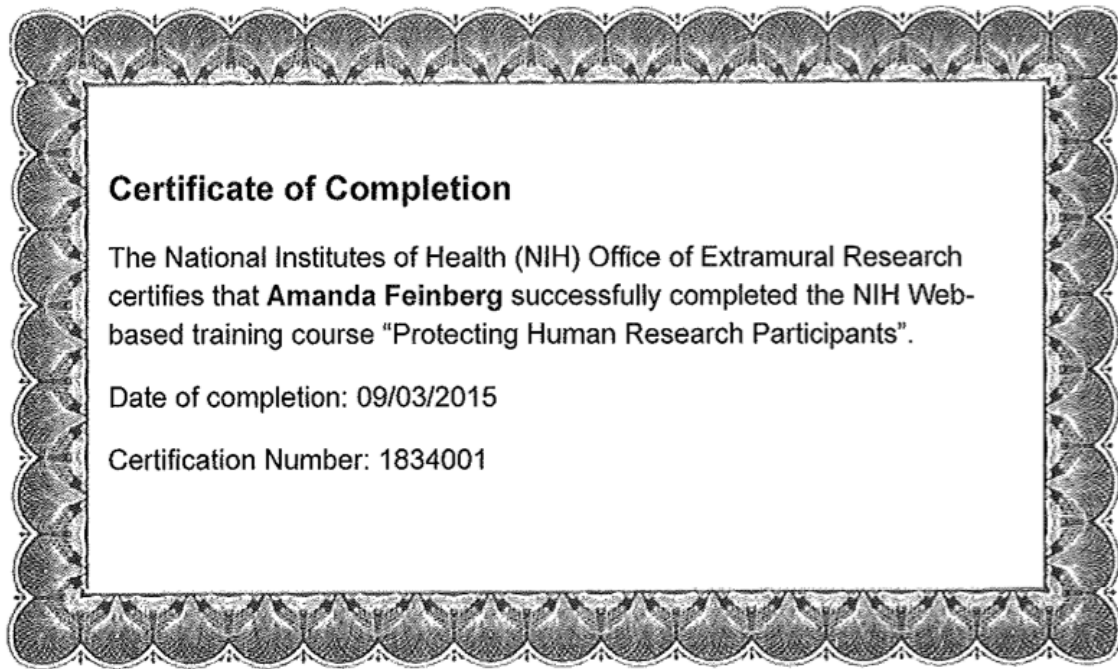 Certificate of Completion
The National Institutes of Health (NIH) Office of Extramural Research
certifies that Amanda Feinberg successfully completed the NIH Web-
based training course “Protecting Human Research Participants”.
Date of completion: 09/03/2015
Certification Number: 1834001